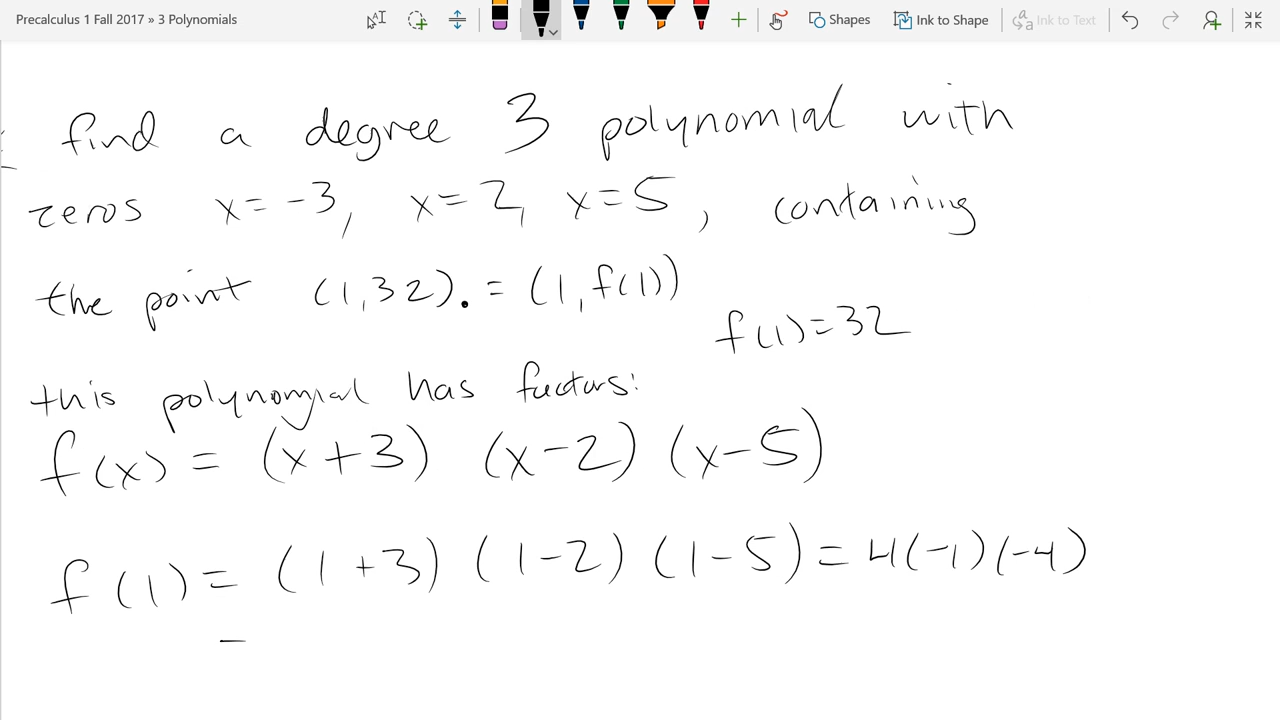 Precalculus 1 Fall 2017 » 3 Polynomials
Shapes
Ink to Shape
Ink to Text
find a degree 3 polynomial with
zeros x=-3, x=2, x=5, containing
the point (1,32). = (1, f(1))
f(1)=32
this polynomial has factors:
f(x) = (x+3) (x-2) (x-5)
f(1) = (1+3) (1-2) (1-5) = 4(-1)(-4)